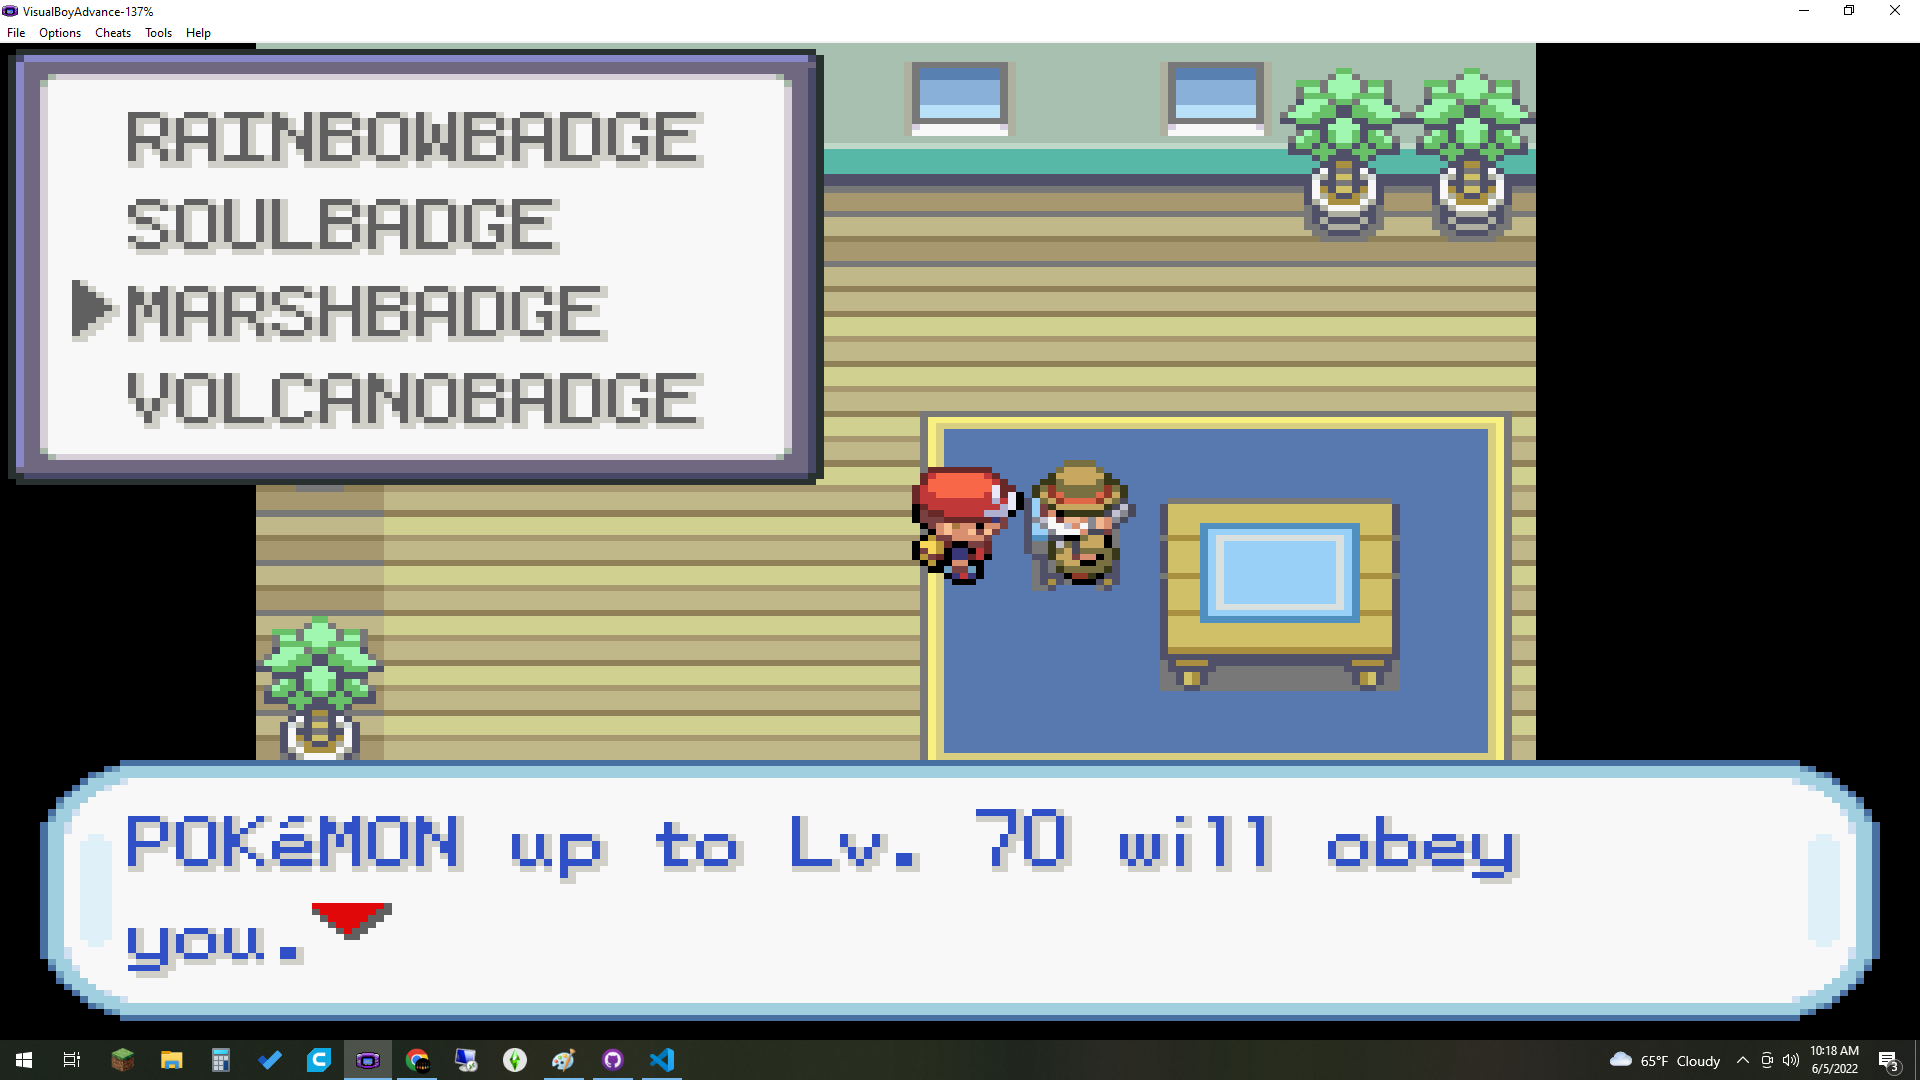 VisualBoyAdvance-137%
File Options Cheats Tools Help
RAINBOWBADGE
SOULBADGE
MARSHBADGE
VOLCANOBADGE
POKéMON up to Lv. 70 will obey
you.
65°F Cloudy
10:18 AM
6/5/2022
3